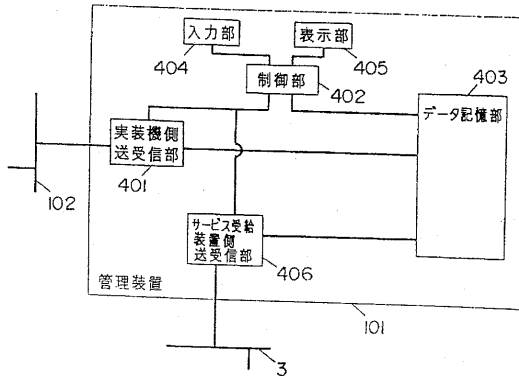 入力部
404
表示部
405
制御部
402
403
データ記憶部
実装機側
送受信部
401
102
サービス受給
装置側
送受信部
406
管理装置
101
3